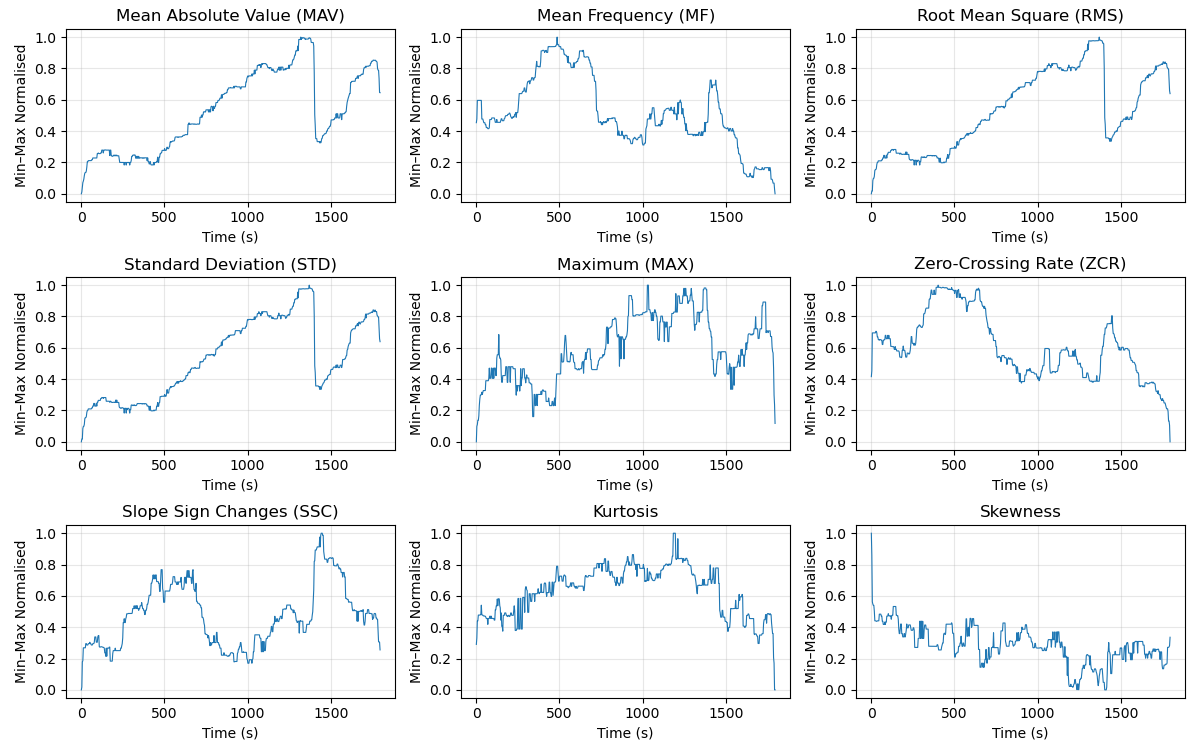 Mean Absolute Value (MAV)
Mean Frequency (MF)
Root Mean Square (RMS)
Min–Max Normalised
1.0
0.8
0.6
0.4
0.2
0.0
0 500 1000 1500
Time (s)
Min–Max Normalised
1.0
0.8
0.6
0.4
0.2
0.0
0 500 1000 1500
Time (s)
Min–Max Normalised
1.0
0.8
0.6
0.4
0.2
0.0
0 500 1000 1500
Time (s)
Standard Deviation (STD)
Maximum (MAX)
Zero-Crossing Rate (ZCR)
Min–Max Normalised
1.0
0.8
0.6
0.4
0.2
0.0
0 500 1000 1500
Time (s)
Min–Max Normalised
1.0
0.8
0.6
0.4
0.2
0.0
0 500 1000 1500
Time (s)
Min–Max Normalised
1.0
0.8
0.6
0.4
0.2
0.0
0 500 1000 1500
Time (s)
Slope Sign Changes (SSC)
Kurtosis
Skewness
Min–Max Normalised
1.0
0.8
0.6
0.4
0.2
0.0
0 500 1000 1500
Time (s)
Min–Max Normalised
1.0
0.8
0.6
0.4
0.2
0.0
0 500 1000 1500
Time (s)
Min–Max Normalised
1.0
0.8
0.6
0.4
0.2
0.0
0 500 1000 1500
Time (s)